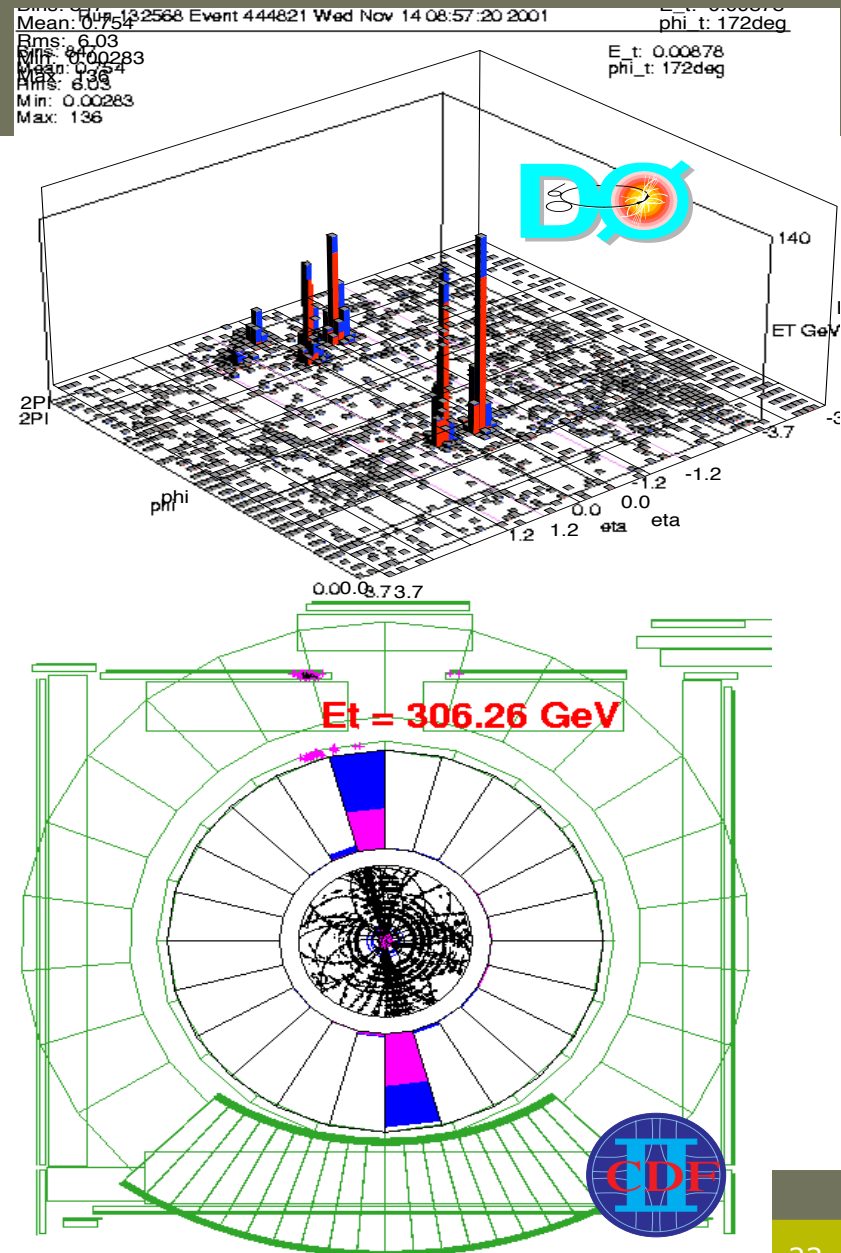 Run 132568 Event 444821 Wed Nov 14 08:57:20 2001
Mean: 0.754
phi_t: 172deg
Rms: 6.03
Min: 0.00283
Max: 136
E_t: 0.00878
Mean: 0.754
phi_t: 172deg
Rms: 6.03
Min: 0.00283
Max: 136
DØ
140
ET GeV
2PI
2PI
-3.7
-1.2
-1.2
phi
phi
0.0
0.0
eta
eta
1.2
1.2
0.0
0.0
3.7
3.7
Et = 306.26 GeV
II
CDF